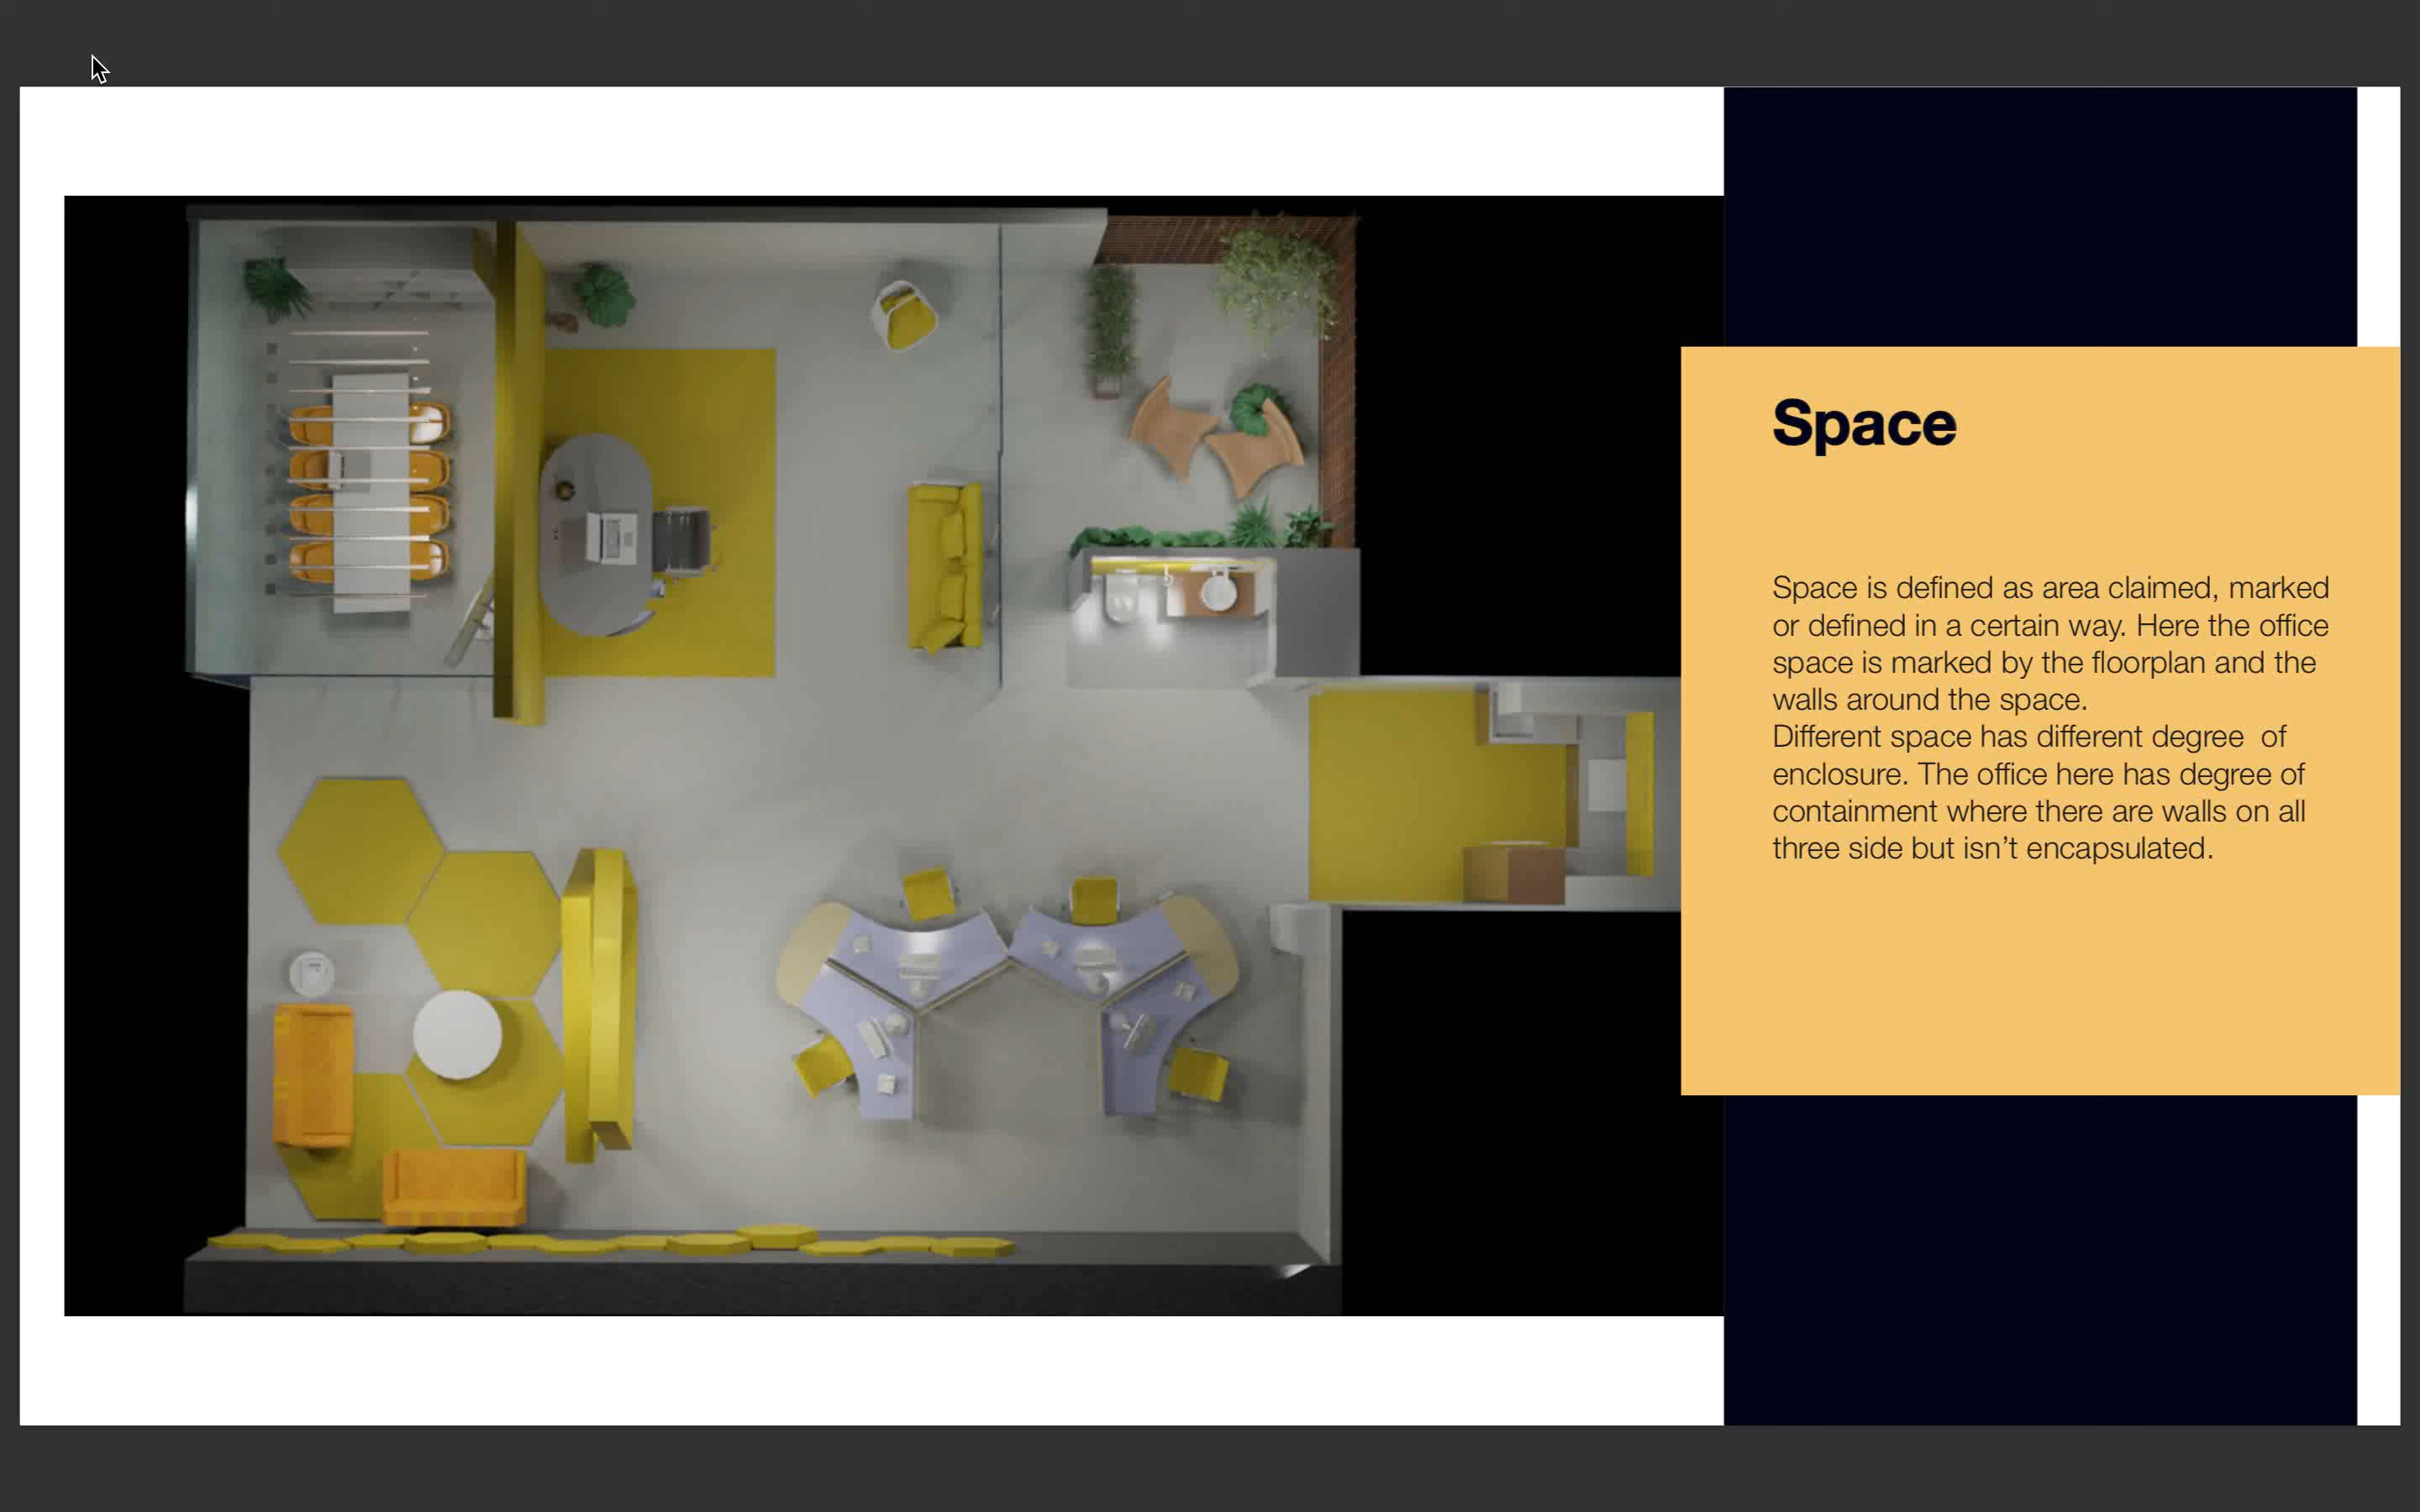 Space
Space is defined as area claimed, marked
or defined in a certain way. Here the office
space is marked by the floorplan and the
walls around the space.
Different space has different degree  of
enclosure. The office here has degree of
containment where there are walls on all
three side but isn’t encapsulated.